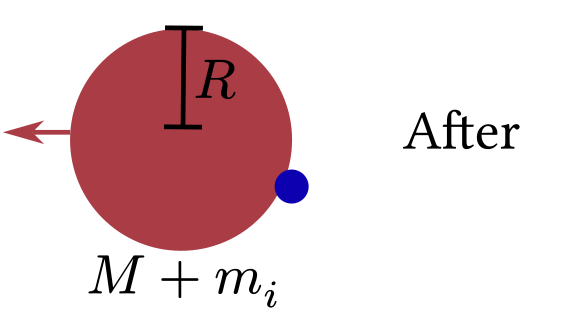 R
After
M + m_i